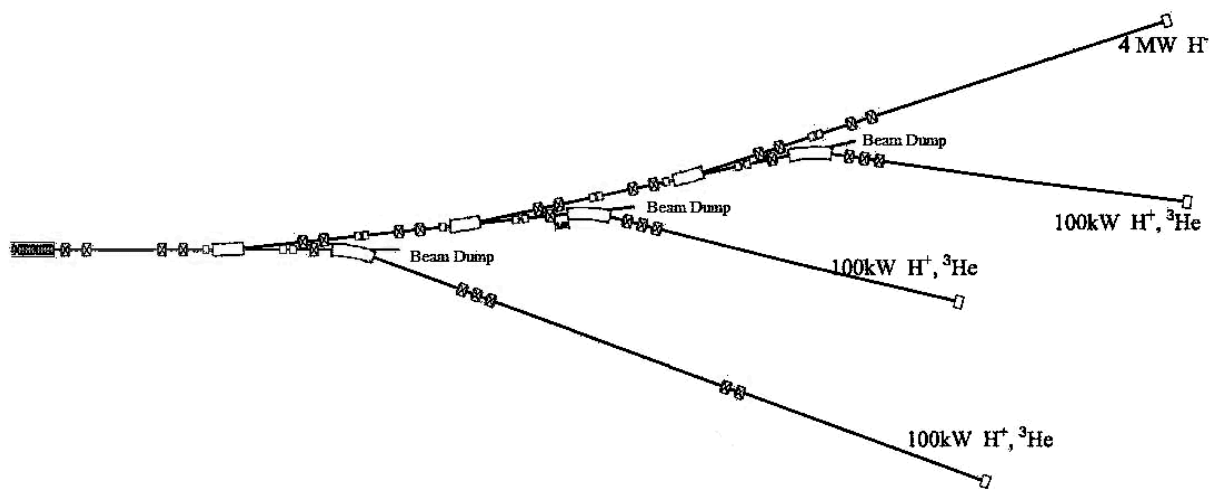 4 MW H⁻
Beam Dump
Beam Dump
100kW H⁺, ³He
Beam Dump
100kW H⁺, ³He
100kW H⁺, ³He